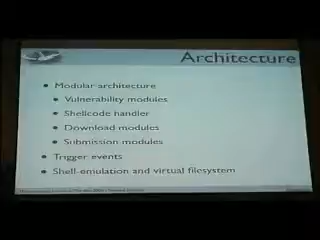 Architecture
Modular architecture
Vulnerability modules
Shellcode handler
Download modules
Submission modules
Trigger events
Shell-emulation and virtual filesystem